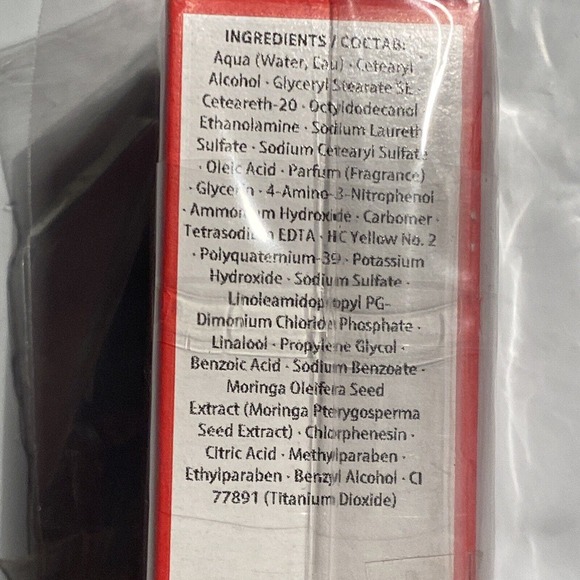 INGREDIENTS / СОСТАВ:
Aqua (Water, Eau) · Cetearyl
Alcohol · Glyceryl Stearate SE ·
Ceteareth-20 · Octyldodecanol
Ethanolamine · Sodium Laureth
Sulfate · Sodium Cetearyl Sulfate
· Oleic Acid · Parfum (Fragrance)
· Glycerin · 4-Amino-3-Nitrophenol
· Ammonium Hydroxide · Carbomer ·
Tetrasodium EDTA · HC Yellow No. 2
· Polyquaternium-39 · Potassium
Hydroxide · Sodium Sulfate ·
Linoleamidopropyl PG-
Dimonium Chloride Phosphate ·
Linalool · Propylene Glycol ·
Benzoic Acid · Sodium Benzoate ·
Moringa Oleifera Seed
Extract (Moringa Pterygosperma
Seed Extract) · Chlorphenesin ·
Citric Acid · Methylparaben ·
Ethylparaben · Benzyl Alcohol · CI
77891 (Titanium Dioxide)